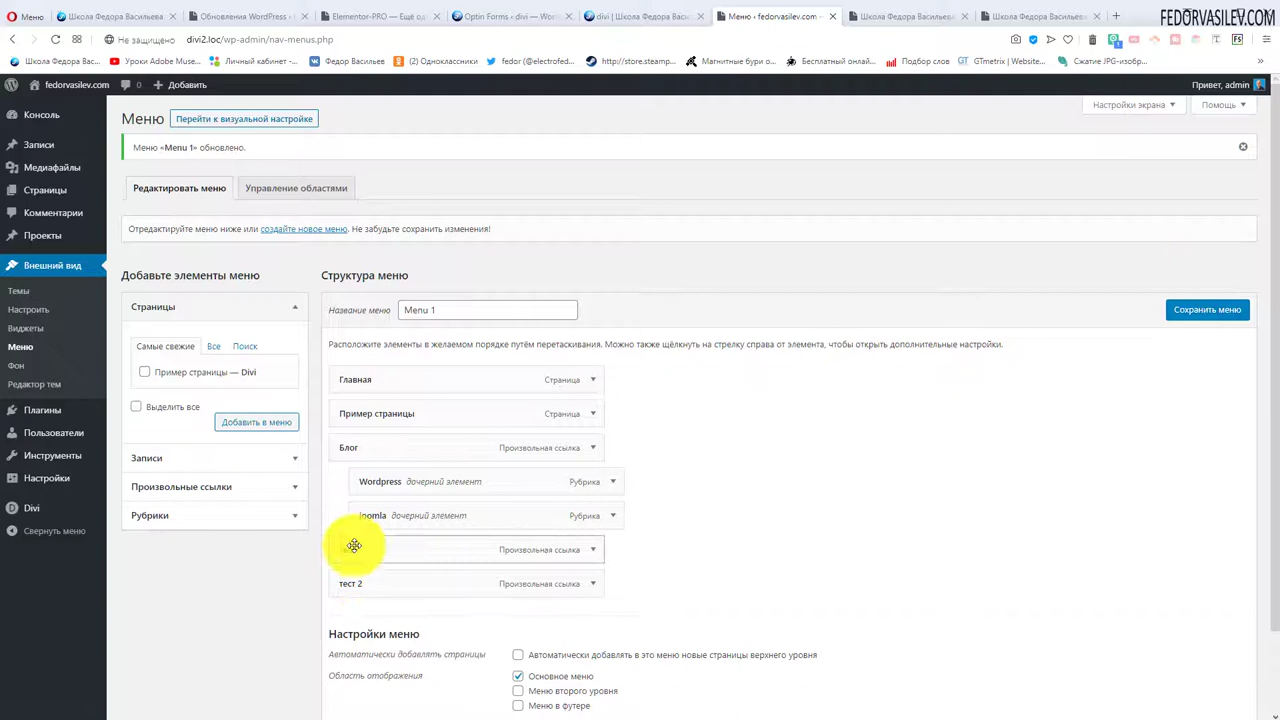 Меню
Школа Федора Васильева
Обновления WordPress ‹
Elementor-PRO — Ещё од
Optin Forms ‹ divi — Wor
divi | Школа Федора Ва
Меню ‹ fedorvasilev.com —
Школа Федора Васильева
Школа Федора Васильев
FEDORVASILEV.COM
Не защищено
divi2.loc/wp-admin/nav-menus.php
Школа Федора Вас...
Уроки Adobe Muse...
Личный кабинет...
Федор Васильев
(2) Одноклассники
fedor (@electrofed...
http://store.steamp...
Магнитные бури о...
Бесплатный онлай...
Подбор слов
GTmetrix | Website...
Сжатие JPG-изобр...
fedorvasilev.com
0
Добавить
Привет, admin
Консоль
Записи
Медиафайлы
Страницы
Комментарии
Проекты
Внешний вид
Темы
Настроить
Виджеты
Меню
Фон
Редактор тем
Плагины
Пользователи
Инструменты
Настройки
Divi
Свернуть меню
Меню
Перейти к визуальной настройке
Настройки экрана
Помощь
Меню «Menu 1» обновлено.
Редактировать меню
Управление областями
Отредактируйте меню ниже или создайте новое меню. Не забудьте сохранить изменения!
Добавьте элементы меню
Страницы
Самые свежие
Все
Поиск
Пример страницы — Divi
Выделить все
Добавить в меню
Записи
Произвольные ссылки
Рубрики
Структура меню
Название меню
Menu 1
Сохранить меню
Расположите элементы в желаемом порядке путём перетаскивания. Можно также щёлкнуть на стрелку справа от элемента, чтобы открыть дополнительные настройки.
Главная
Страница
Пример страницы
Страница
Блог
Произвольная ссылка
Wordpress дочерний элемент
Рубрика
joomla дочерний элемент
Рубрика
Произвольная ссылка
тест 2
Произвольная ссылка
Настройки меню
Автоматически добавлять страницы
Автоматически добавлять в это меню новые страницы верхнего уровня
Область отображения
Основное меню
Меню второго уровня
Меню в футере